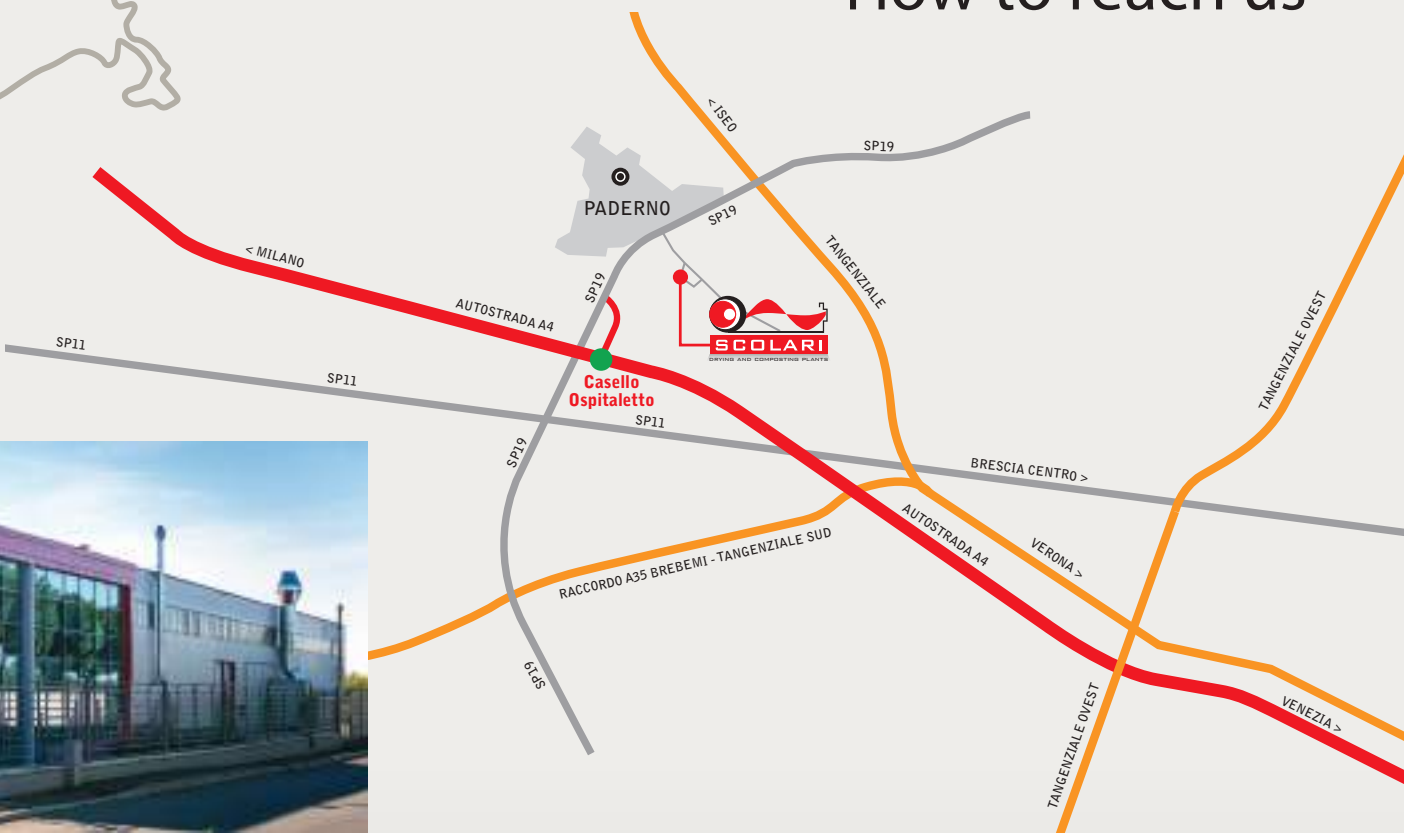 How to reach us
< ISEO
SP19
PADERNO
SP19
< MILANO
TANGENZIALE
SP19
AUTOSTRADA A4
SCOLARI
DRYING AND COMPOSTING PLANTS
SP11
SP11
Casello
Ospitaletto
SP11
TANGENZIALE OVEST
SP19
BRESCIA CENTRO >
AUTOSTRADA A4
VERONA >
RACCORDO A35 BREBEMI - TANGENZIALE SUD
SP19
TANGENZIALE OVEST
VENEZIA >